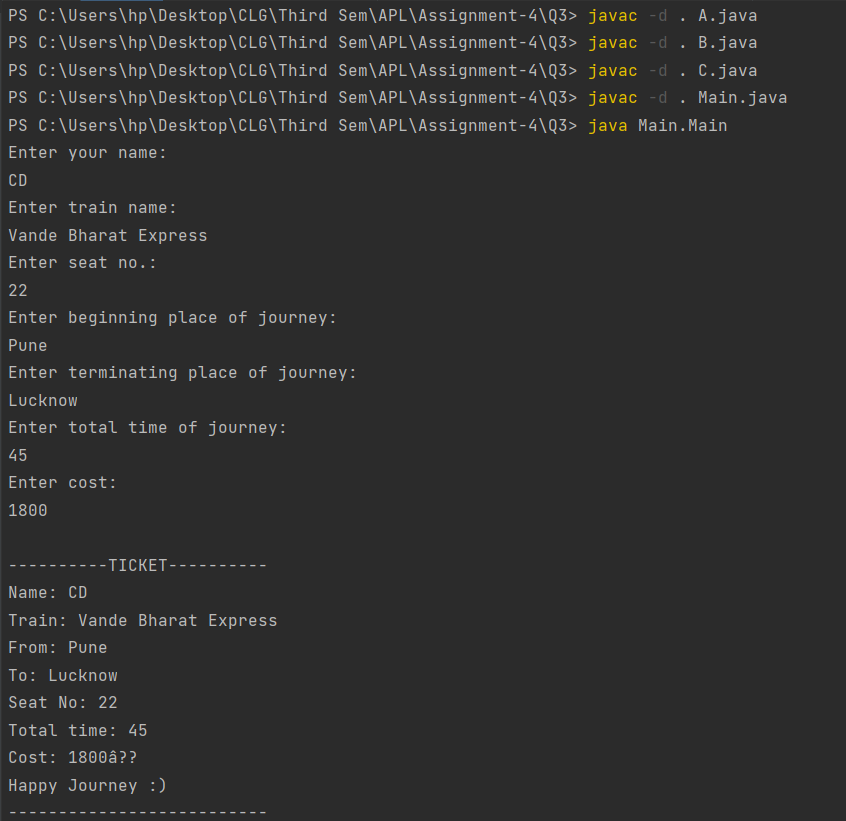 PS C:\Users\hp\Desktop\CLG\Third Sem\APL\Assignment-4\Q3> javac -d . A.java
PS C:\Users\hp\Desktop\CLG\Third Sem\APL\Assignment-4\Q3> javac -d . B.java
PS C:\Users\hp\Desktop\CLG\Third Sem\APL\Assignment-4\Q3> javac -d . C.java
PS C:\Users\hp\Desktop\CLG\Third Sem\APL\Assignment-4\Q3> javac -d . Main.java
PS C:\Users\hp\Desktop\CLG\Third Sem\APL\Assignment-4\Q3> java Main.Main
Enter your name:
CD
Enter train name:
Vande Bharat Express
Enter seat no.:
22
Enter beginning place of journey:
Pune
Enter terminating place of journey:
Lucknow
Enter total time of journey:
45
Enter cost:
1800

----------TICKET----------
Name: CD
Train: Vande Bharat Express
From: Pune
To: Lucknow
Seat No: 22
Total time: 45
Cost: 1800â??
Happy Journey :)
--------------------------